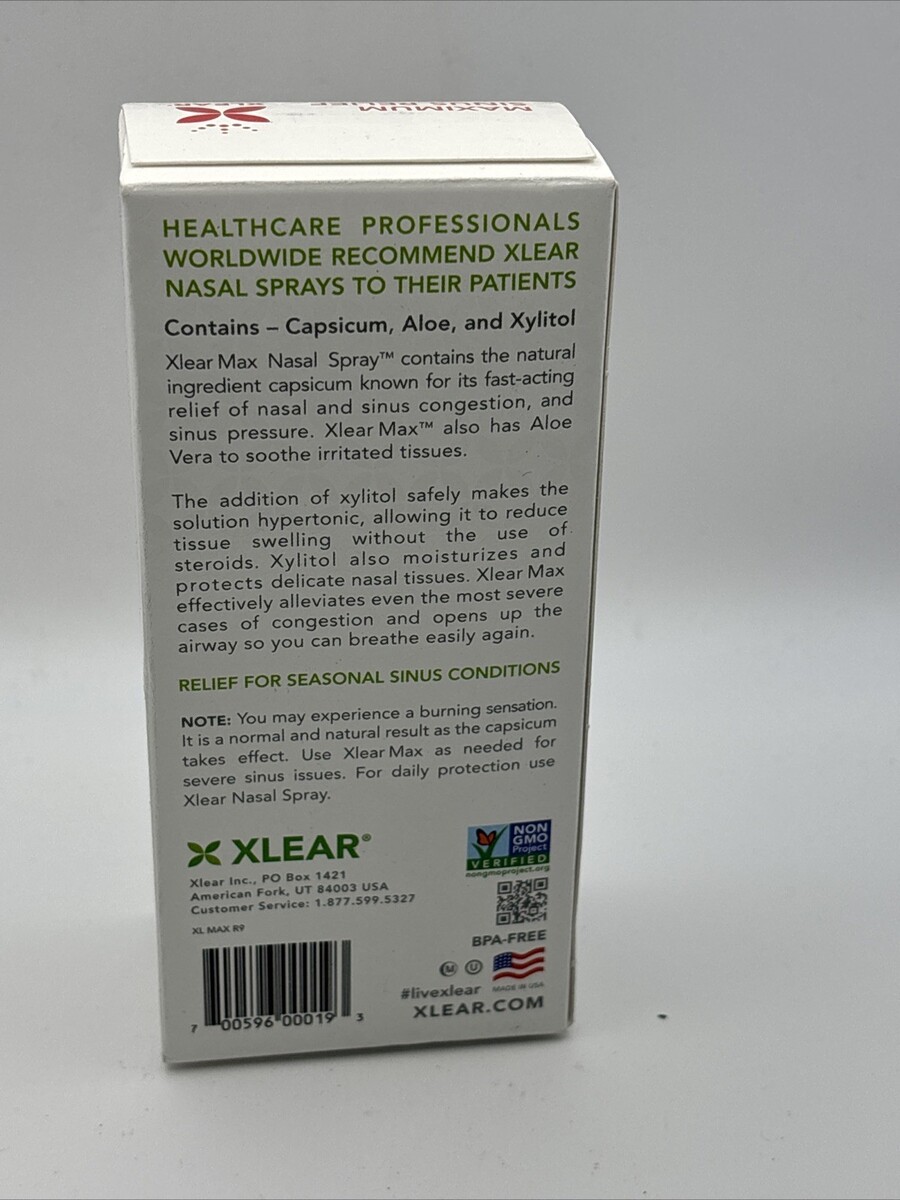 XLEAR
MAXIMUM
SINUS RELIEF
HEALTHCARE PROFESSIONALS
WORLDWIDE RECOMMEND XLEAR
NASAL SPRAYS TO THEIR PATIENTS
Contains – Capsicum, Aloe, and Xylitol
Xlear Max Nasal Spray™ contains the natural
ingredient capsicum known for its fast-acting
relief of nasal and sinus congestion, and
sinus pressure. Xlear Max™ also has Aloe
Vera to soothe irritated tissues.
The addition of xylitol safely makes the
solution hypertonic, allowing it to reduce
tissue swelling without the use of
steroids. Xylitol also moisturizes and
protects delicate nasal tissues. Xlear Max
effectively alleviates even the most severe
cases of congestion and opens up the
airway so you can breathe easily again.
RELIEF FOR SEASONAL SINUS CONDITIONS
NOTE: You may experience a burning sensation.
It is a normal and natural result as the capsicum
takes effect. Use Xlear Max as needed for
severe sinus issues. For daily protection use
Xlear Nasal Spray.
XLEAR®
Xlear Inc., PO Box 1421
American Fork, UT 84003 USA
Customer Service: 1.877.599.5327
XL MAX R9
7 00596 00019 3
NON
GMO
Project
VERIFIED
nongmoproject.org
BPA-FREE
M U
MADE IN USA
#livexlear
XLEAR.COM